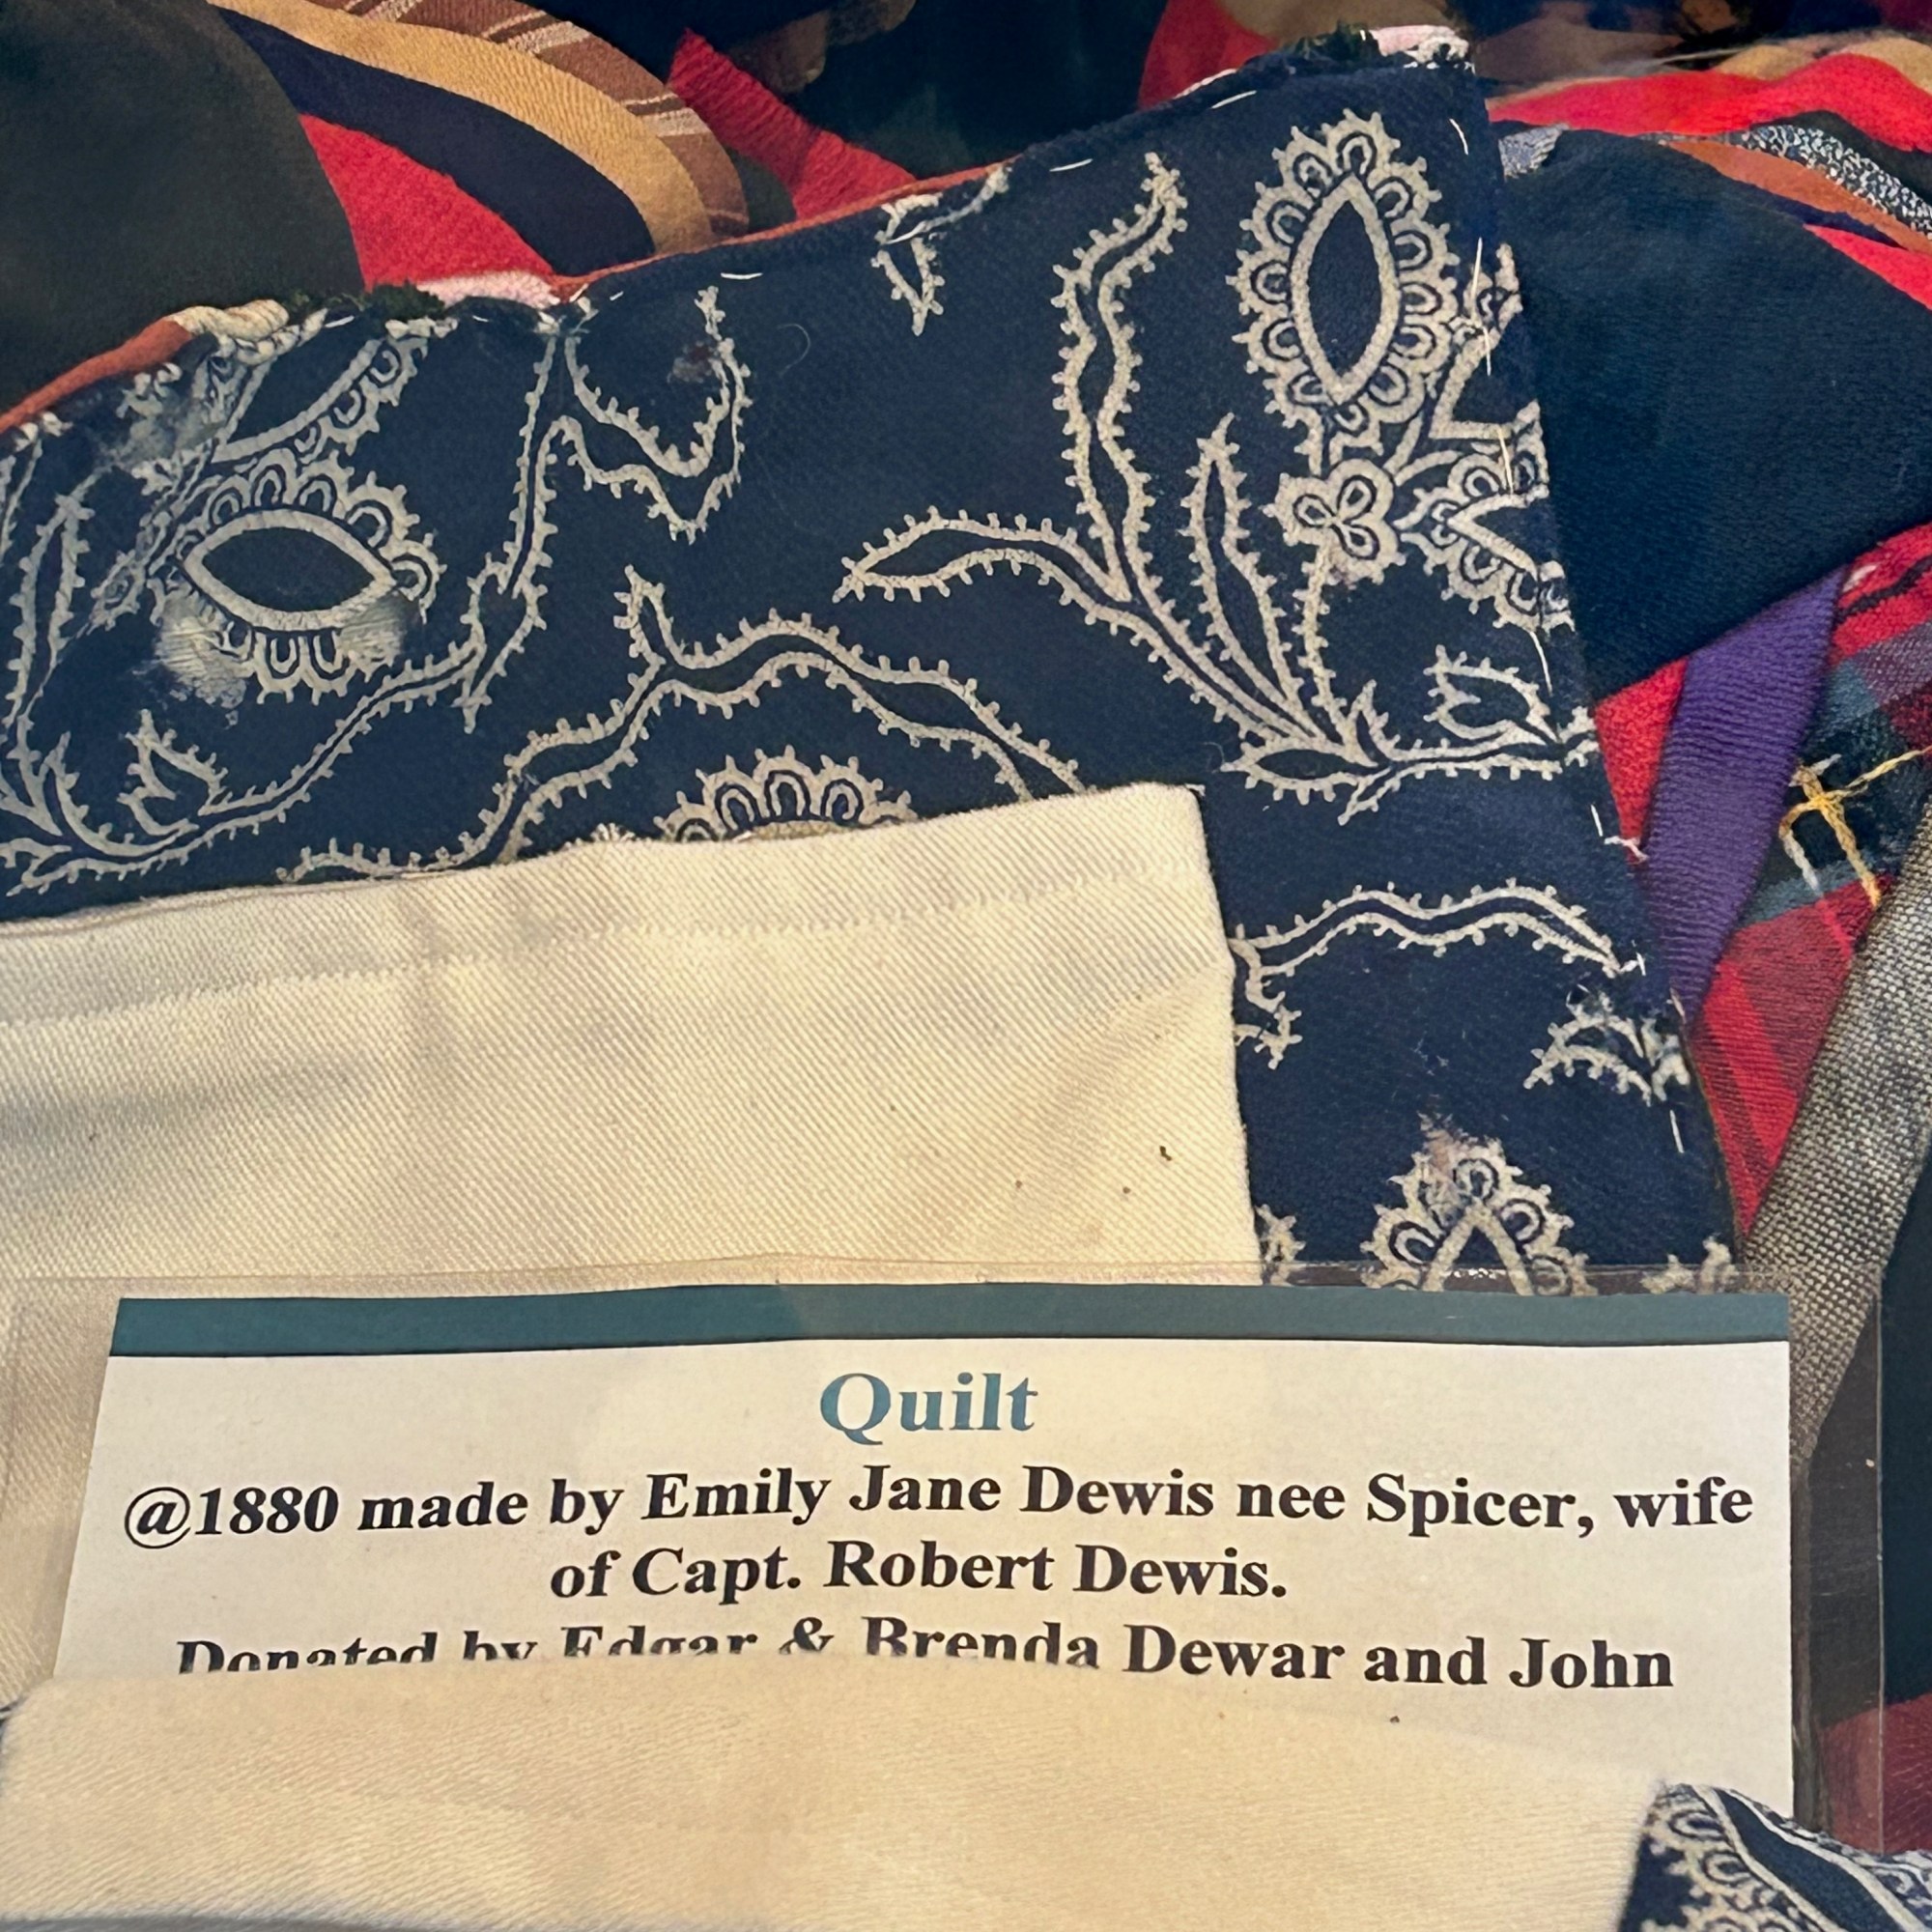 Quilt
@1880 made by Emily Jane Dewis nee Spicer, wife
of Capt. Robert Dewis.
Donated by Edgar & Brenda Dewar and John